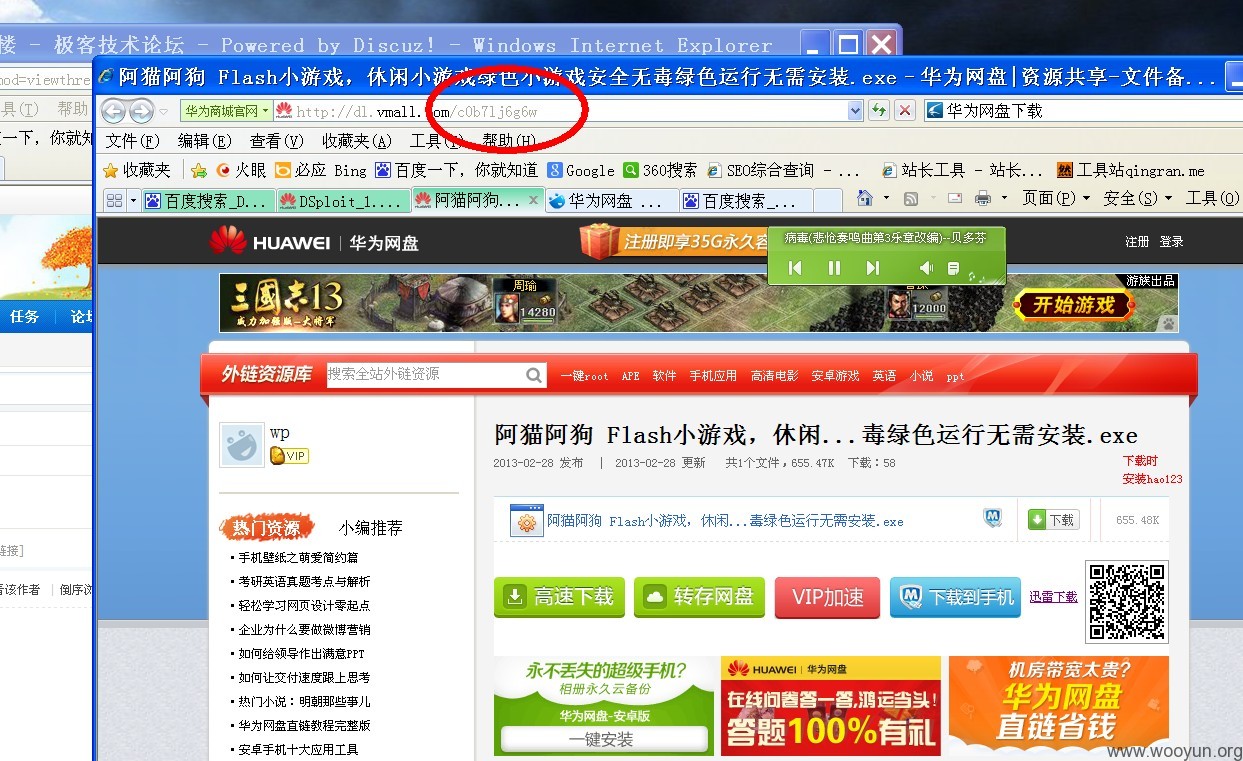 楼 - 极客技术论坛 - Powered by Discuz! - Windows Internet Explorer
阿猫阿狗 Flash小游戏，休闲小游戏绿色小游戏安全无毒绿色运行无需安装.exe - 华为网盘|资源共享-文件备...
mod=viewthre
华为商城官网 http://dl.vmall.com/c0b7lj6g6w 华为网盘下载
具(T) 帮助
文件(F) 编辑(E) 查看(V) 收藏夹(A) 工具(T) 帮助(H)
一下，你就知
收藏夹 火眼 必应 Bing 百度一下，你就知道 Google 360搜索 SEO综合查询 - ... 站长工具 - 站长... 工具站qingran.me
百度搜索_D... DSploit_1.... 阿猫阿狗... 华为网盘 ... 百度搜索_... 页面(P) 安全(S) 工具(O)
HUAWEI 华为网盘 注册即享35G永久容 病毒(悲怆奏鸣曲第3乐章改编)--贝多芬 注册 登录
三国志13 威力加强版-大将军 周瑜 14280 12000 游族出品 开始游戏
任务 论坛
外链资源库 搜索全站外链资源 一键root APK 软件 手机应用 高清电影 安卓游戏 英语 小说 ppt
wp
VIP
阿猫阿狗 Flash小游戏，休闲...毒绿色运行无需安装.exe
2013-02-28 发布 | 2013-02-28 更新 共1个文件，655.47K 下载：58
下载时
安装hao123
阿猫阿狗 Flash小游戏，休闲...毒绿色运行无需安装.exe 下载 655.48K
热门资源 小编推荐
手机壁纸之萌爱简约篇
考研英语真题考点与解析
轻松学习网页设计零起点
企业为什么要做微博营销
如何给领导作出满意PPT
如何让交付速度跟上思考
热门小说：明朝那些事儿
华为网盘直链教程完整版
安卓手机十大应用工具
链接]
看该作者 倒序浏
高速下载 转存网盘 VIP加速 下载到手机 迅雷下载
永不丢失的超级手机?
相册永久云备份
华为网盘-安卓版
一键安装
HUAWEI 华为网盘
在线问卷答一答,鸿运当头!
答题100%有礼
机房带宽太贵?
华为网盘
直链省钱
www.wooyun.org